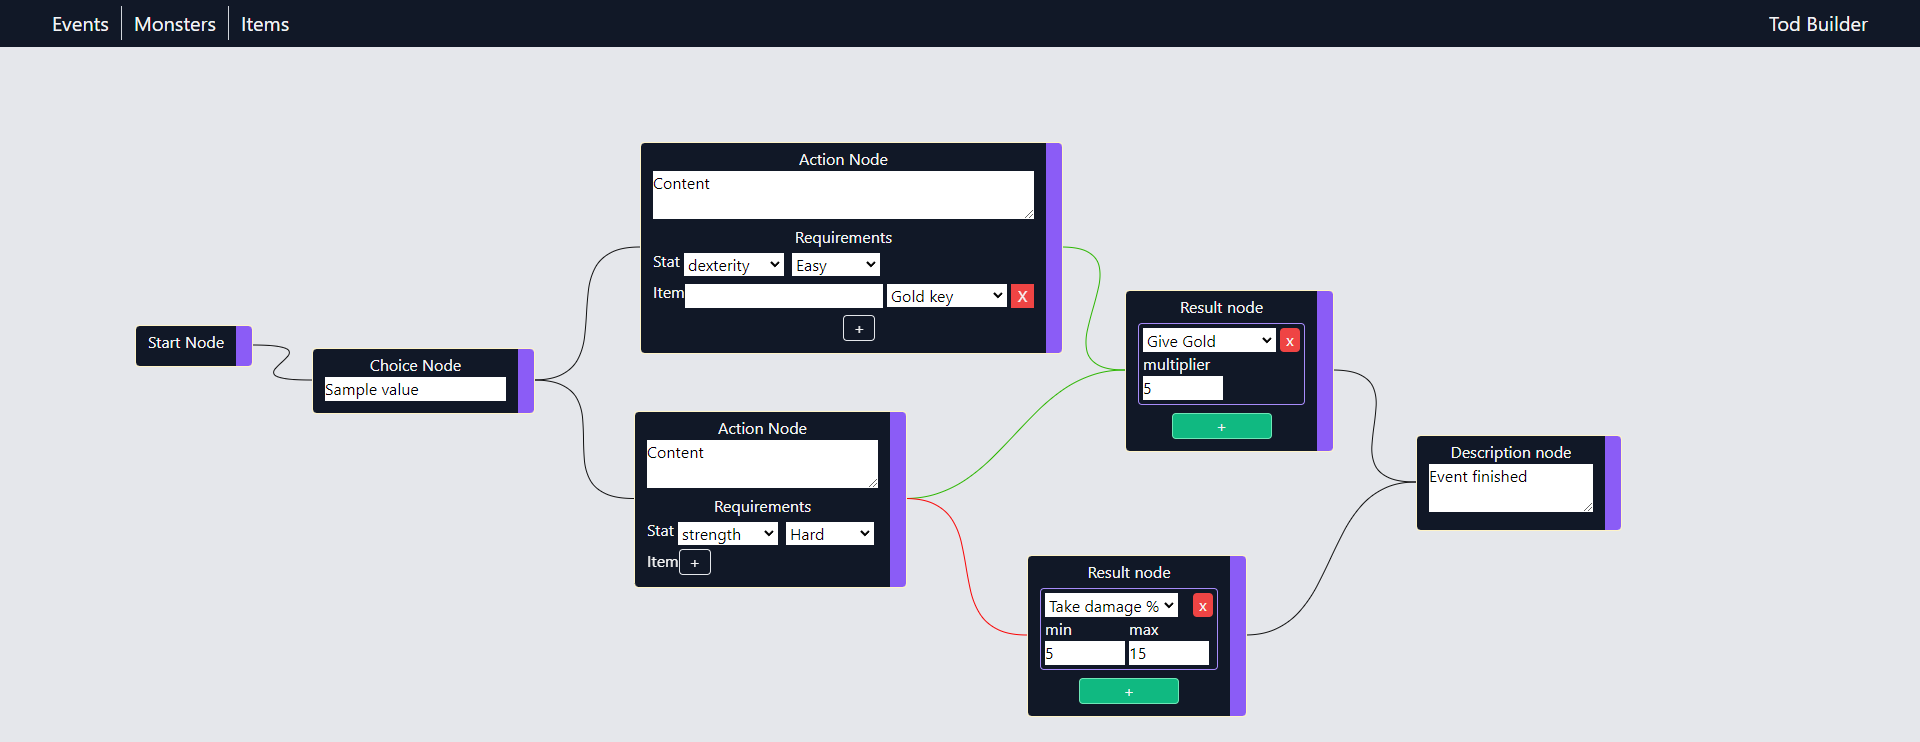 Events
Monsters
Items
Tod Builder
Start Node
Choice Node
Sample value
Action Node
Content
Requirements
Stat dexterity Easy
Item Gold key X
+
Action Node
Content
Requirements
Stat strength Hard
Item +
Result node
Give Gold x
multiplier
5
+
Result node
Take damage % x
min max
5 15
+
Description node
Event finished